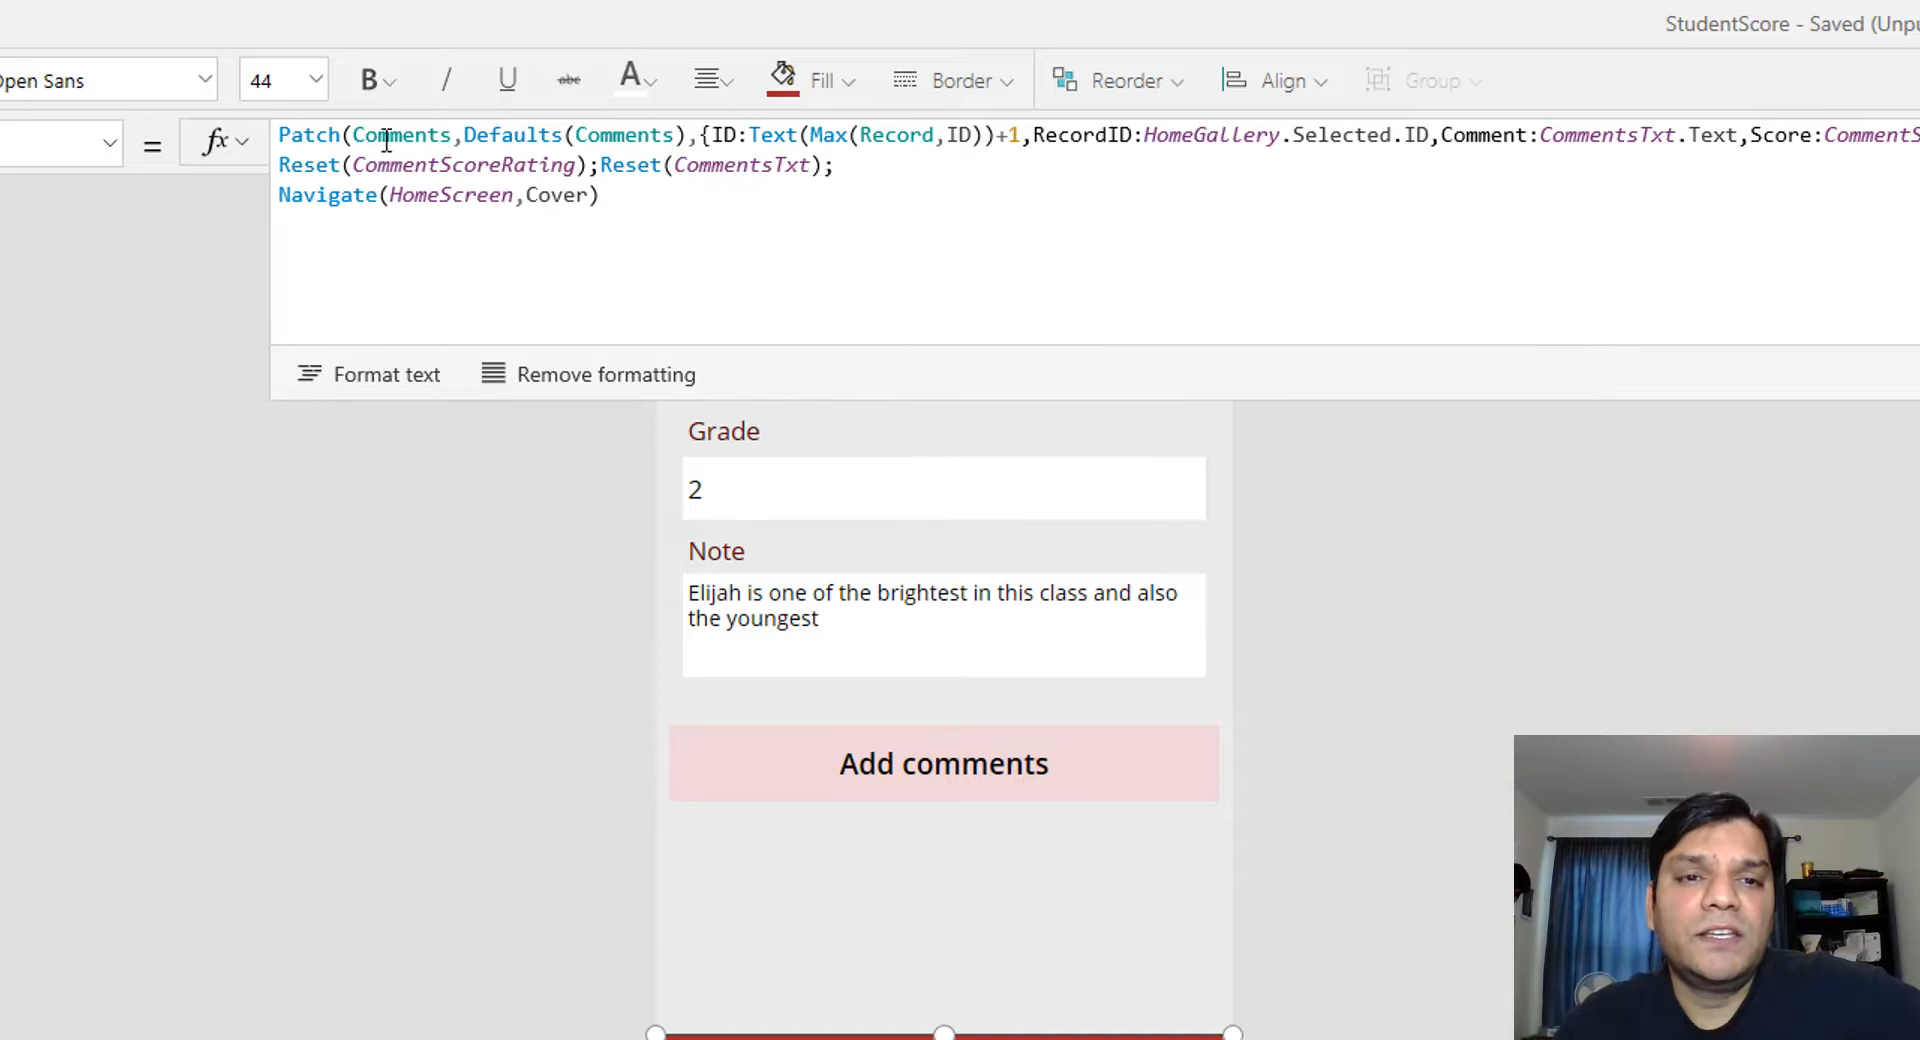 StudentScore - Saved (Unpu
Open Sans
44
B
/
U
abc
A
Fill
Border
Reorder
Align
Group
=
fx
Patch(Comments,Defaults(Comments),{ID:Text(Max(Record,ID))+1,RecordID:HomeGallery.Selected.ID,Comment:CommentsTxt.Text,Score:CommentS
Reset(CommentScoreRating);Reset(CommentsTxt);
Navigate(HomeScreen,Cover)
Format text
Remove formatting
Grade
2
Note
Elijah is one of the brightest in this class and also
the youngest
Add comments